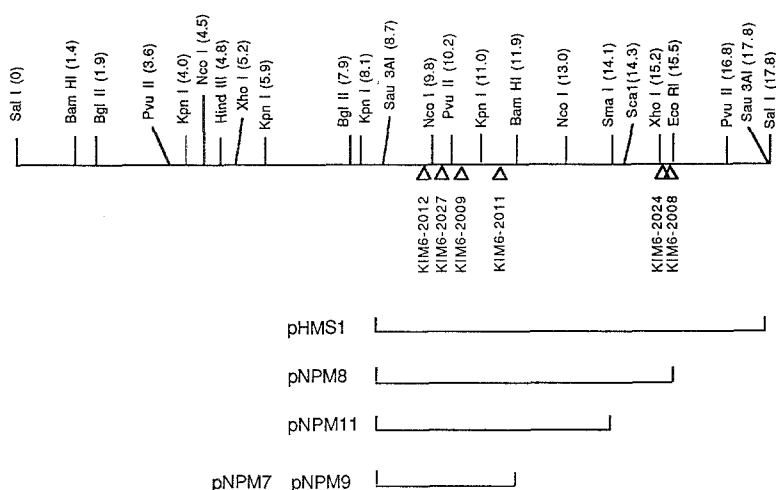 Sal I (0)
Bam HI (1.4)
Bgl II (1.9)
Pvu II (3.6)
Kpn I (4.0)
Nco I (4.5)
Hind III (4.8)
Xho I (5.2)
Kpn I (5.9)
Bgl II (7.9)
Kpn I (8.1)
Sau 3AI (8.7)
Nco I (9.8)
Pvu II (10.2)
Kpn I (11.0)
Bam HI (11.9)
Nco I (13.0)
Sma I (14.1)
Sca1 (14.3)
Xho I (15.2)
Eco RI (15.5)
Pvu II (16.8)
Sau 3AI (17.8)
Sal I (17.8)
KIM6-2012
KIM6-2027
KIM6-2009
KIM6-2011
KIM6-2024
KIM6-2008
pHMS1
pNPM8
pNPM11
pNPM7 pNPM9